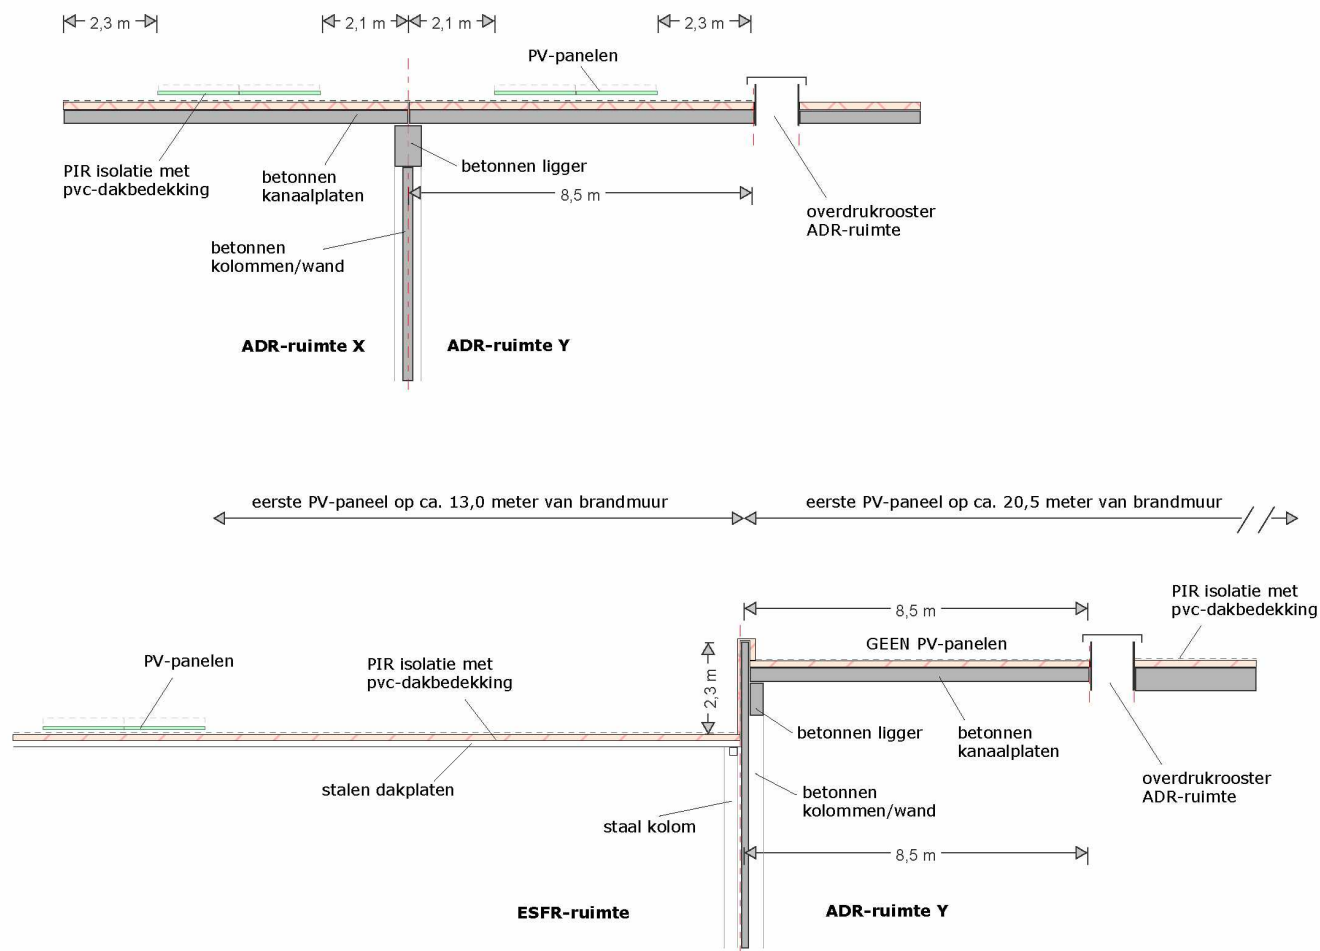 2,3 m
2,1 m
2,1 m
2,3 m
PV-panelen
PIR isolatie met
pvc-dakbedekking
betonnen
kanaalplaten
betonnen ligger
8,5 m
overdrukrooster
ADR-ruimte
betonnen
kolommen/wand
ADR-ruimte X
ADR-ruimte Y
eerste PV-paneel op ca. 13,0 meter van brandmuur
eerste PV-paneel op ca. 20,5 meter van brandmuur
8,5 m
PIR isolatie met
pvc-dakbedekking
GEEN PV-panelen
PV-panelen
PIR isolatie met
pvc-dakbedekking
2,3 m
betonnen ligger
betonnen
kanaalplaten
stalen dakplaten
overdrukrooster
ADR-ruimte
betonnen
kolommen/wand
staal kolom
8,5 m
ESFR-ruimte
ADR-ruimte Y